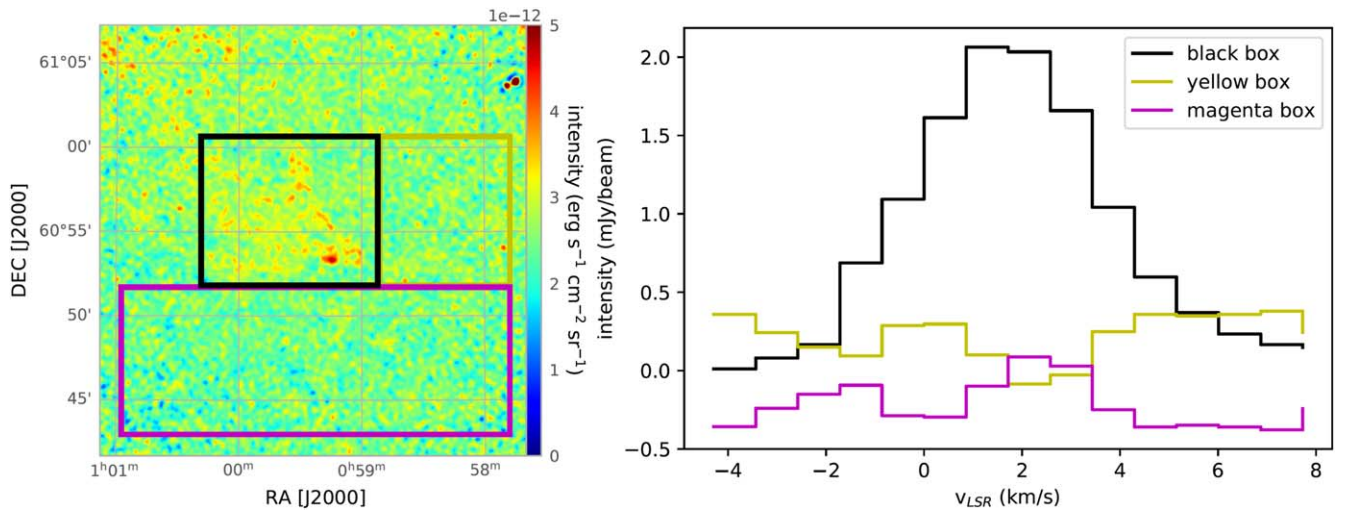 1e−12
61°05'
00'
60°55'
50'
45'
DEC [J2000]
1ʰ01ᵐ
00ᵐ
0ʰ59ᵐ
58ᵐ
RA [J2000]
5
4
3
2
1
0
intensity (erg s⁻¹ cm⁻² sr⁻¹)
intensity (mJy/beam)
2.0
1.5
1.0
0.5
0.0
−0.5
black box
yellow box
magenta box
−4
−2
0
2
4
6
8
v_LSR (km/s)